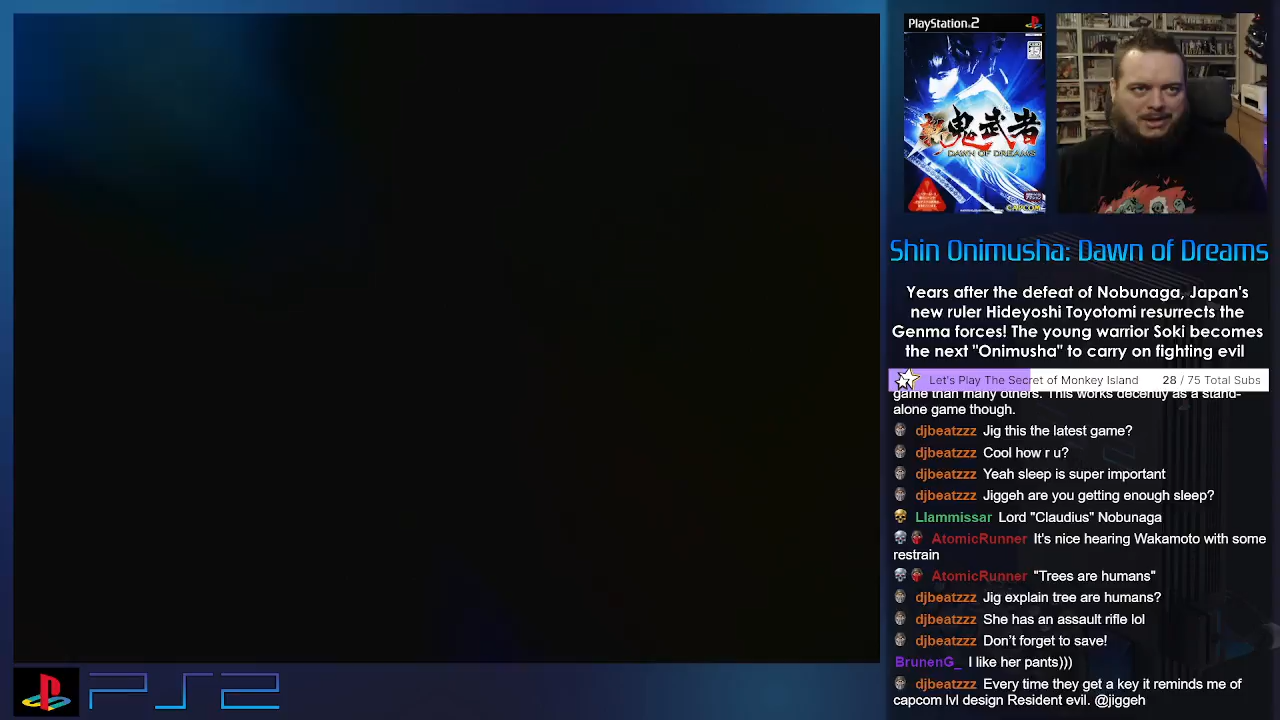 PlayStation.2
新鬼武者
DAWN OF DREAMS
CAPCOM
Shin Onimusha: Dawn of Dreams
Years after the defeat of Nobunaga, Japan's
new ruler Hideyoshi Toyotomi resurrects the
Genma forces! The young warrior Soki becomes
the next "Onimusha" to carry on fighting evil
Let's Play The Secret of Monkey Island 28 / 75 Total Subs
game than many others. This works decently as a stand-
alone game though.
djbeatzzz Jig this the latest game?
djbeatzzz Cool how r u?
djbeatzzz Yeah sleep is super important
djbeatzzz Jiggeh are you getting enough sleep?
Llammissar Lord "Claudius" Nobunaga
AtomicRunner It's nice hearing Wakamoto with some
restrain
AtomicRunner "Trees are humans"
djbeatzzz Jig explain tree are humans?
djbeatzzz She has an assault rifle lol
djbeatzzz Don’t forget to save!
BrunenG_ I like her pants)))
djbeatzzz Every time they get a key it reminds me of
capcom lvl design Resident evil. @jiggeh
PS2